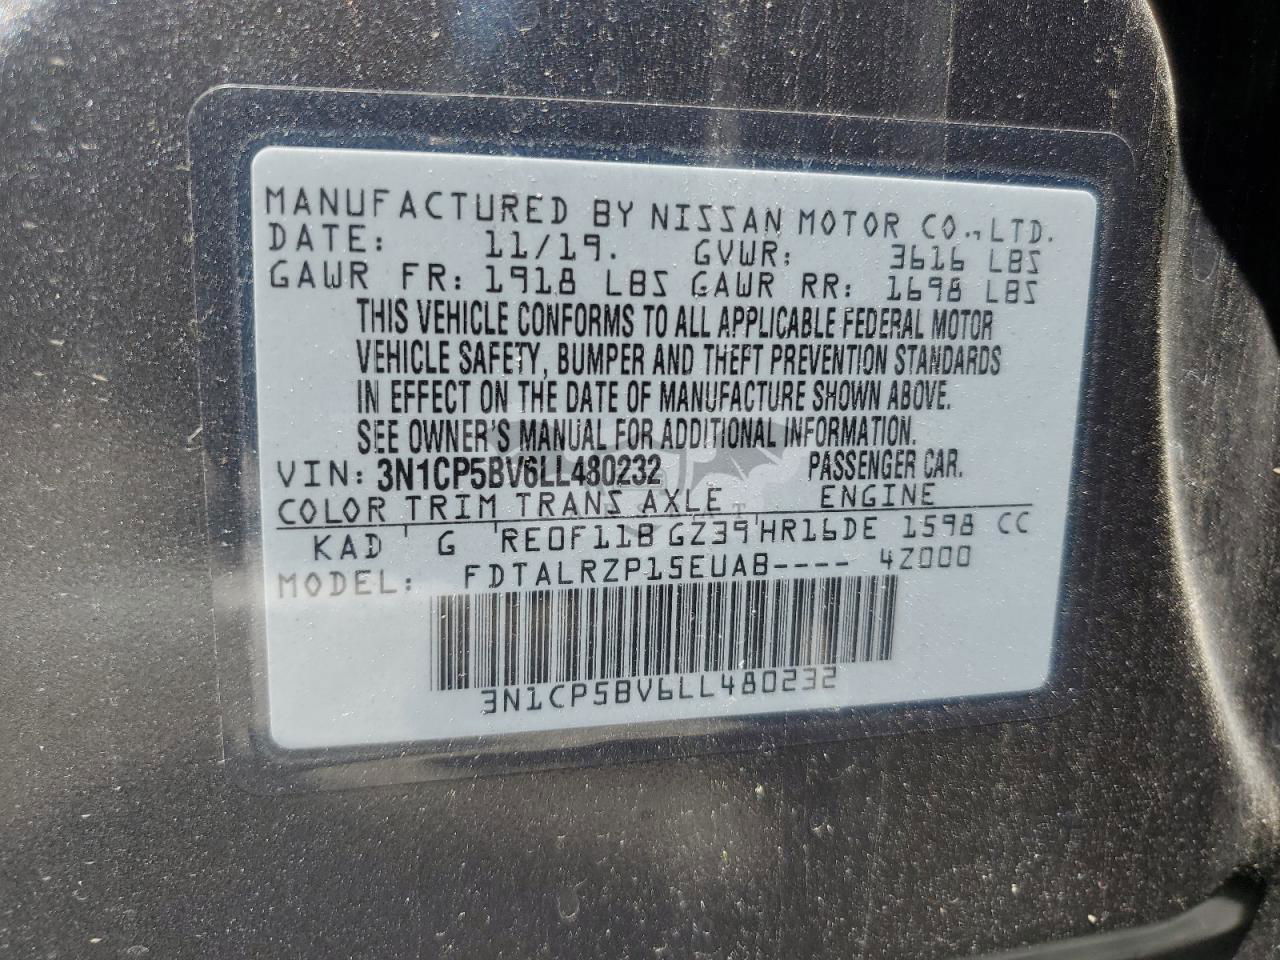 MANUFACTURED BY NISSAN MOTOR CO.,LTD.
DATE: 11/19. GVWR: 3616 LBS
GAWR FR: 1918 LBS GAWR RR: 1698 LBS
THIS VEHICLE CONFORMS TO ALL APPLICABLE FEDERAL MOTOR
VEHICLE SAFETY, BUMPER AND THEFT PREVENTION STANDARDS
IN EFFECT ON THE DATE OF MANUFACTURE SHOWN ABOVE.
SEE OWNER'S MANUAL FOR ADDITIONAL INFORMATION.
VIN: 3N1CP5BV6LL480232 PASSENGER CAR.
COLOR TRIM TRANS AXLE ENGINE
KAD G RE0F11B GZ39 HR16DE 1598 CC
MODEL: FDTALRZP15EUAB---- 4Z000
3N1CP5BV6LL480232